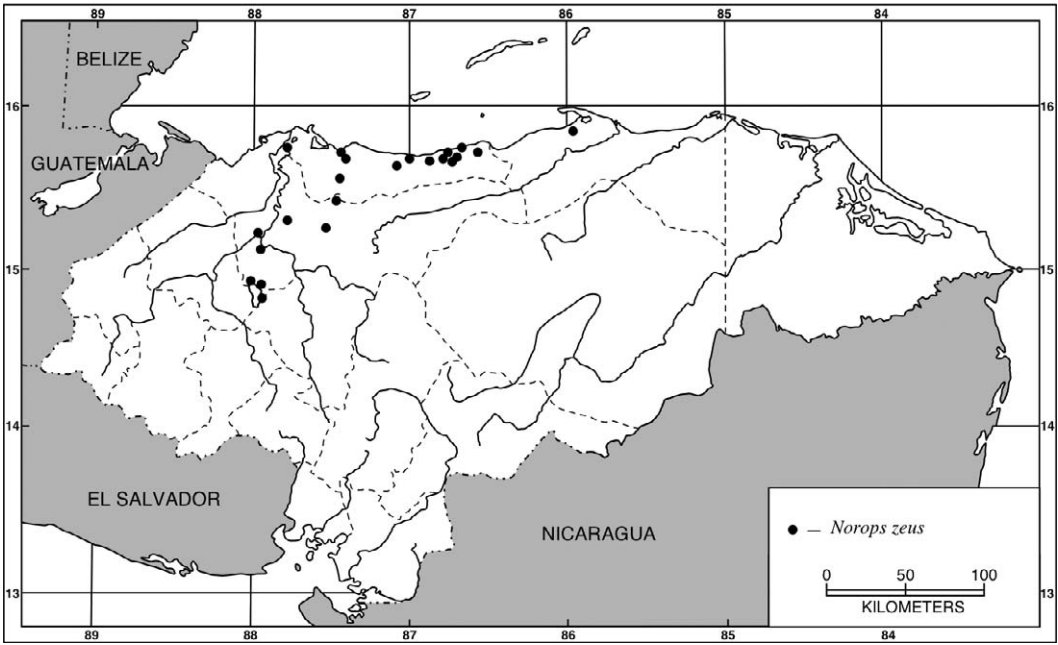 89 88 87 86 85 84
BELIZE
16 16
GUATEMALA
15 15
14 14
EL SALVADOR
NICARAGUA
● — Norops zeus
0 50 100
KILOMETERS
13 13
89 88 87 86 85 84